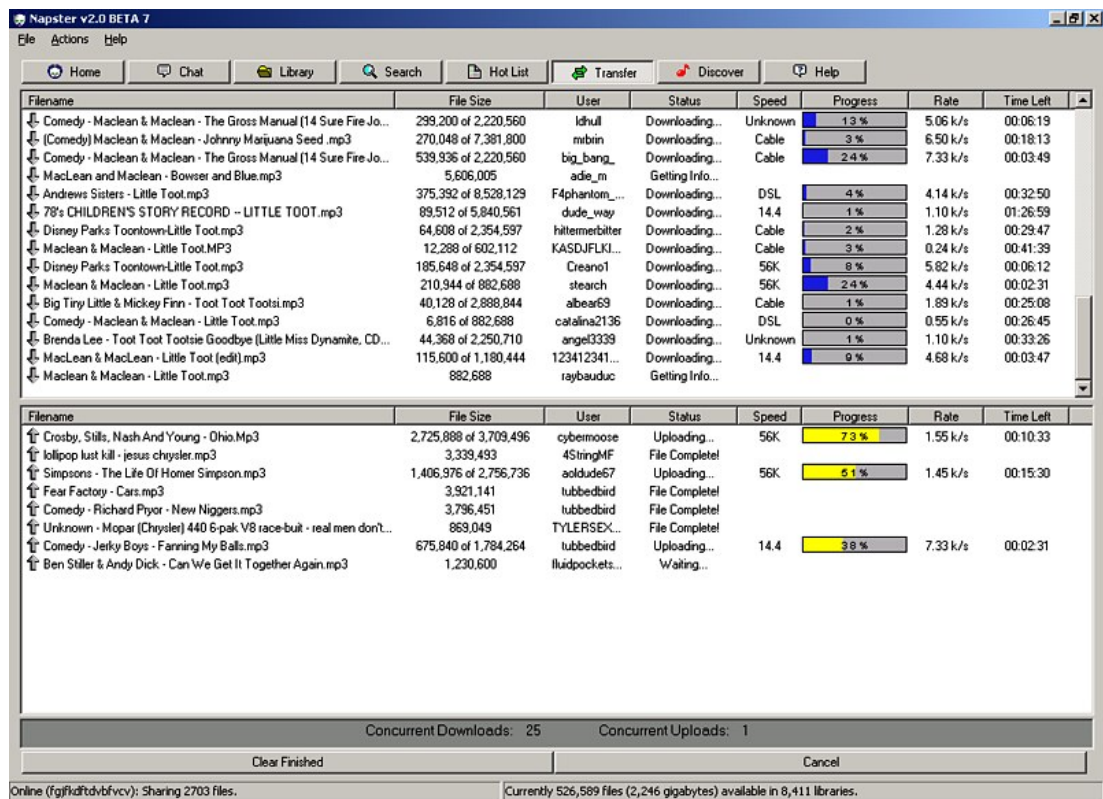 Napster v2.0 BETA 7
File Actions Help
Home Chat Library Search Hot List Transfer Discover Help
Filename File Size User Status Speed Progress Rate Time Left
Comedy - Maclean & Maclean - The Gross Manual (14 Sure Fire Jo... 299,200 of 2,220,560 ldhull Downloading... Unknown 13 % 5.06 k/s 00:06:19
(Comedy) Maclean & Maclean - Johnny Marijuana Seed .mp3 270,048 of 7,381,800 mrbrin Downloading... Cable 3 % 6.50 k/s 00:18:13
Comedy - Maclean & Maclean - The Gross Manual (14 Sure Fire Jo... 539,936 of 2,220,560 big_bang_ Downloading... Cable 24 % 7.33 k/s 00:03:49
MacLean and Maclean - Bowser and Blue.mp3 5,606,005 adie_m Getting Info...
Andrews Sisters - Little Toot.mp3 375,392 of 8,528,129 F4phantom_... Downloading... DSL 4 % 4.14 k/s 00:32:50
78's CHILDREN'S STORY RECORD -- LITTLE TOOT.mp3 89,512 of 5,840,561 dude_way Downloading... 14.4 1 % 1.10 k/s 01:26:59
Disney Parks Toontown-Little Toot.mp3 64,608 of 2,354,597 hittermerbitter Downloading... Cable 2 % 1.28 k/s 00:29:47
Maclean & Maclean - Little Toot.MP3 12,288 of 602,112 KASDJFLKI... Downloading... Cable 3 % 0.24 k/s 00:41:39
Disney Parks Toontown-Little Toot.mp3 185,648 of 2,354,597 Creano1 Downloading... 56K 8 % 5.82 k/s 00:06:12
Maclean & Maclean - Little Toot.mp3 210,944 of 882,688 stearch Downloading... 56K 24 % 4.44 k/s 00:02:31
Big Tiny Little & Mickey Finn - Toot Toot Tootsi.mp3 40,128 of 2,888,844 albear69 Downloading... Cable 1 % 1.89 k/s 00:25:08
Comedy - Maclean & Maclean - Little Toot.mp3 6,816 of 882,688 catalina2136 Downloading... DSL 0 % 0.55 k/s 00:26:45
Brenda Lee - Toot Toot Tootsie Goodbye (Little Miss Dynamite, CD... 44,368 of 2,250,710 angel3339 Downloading... Unknown 1 % 1.10 k/s 00:33:26
MacLean & MacLean - Little Toot (edit).mp3 115,600 of 1,180,444 123412341... Downloading... 14.4 9 % 4.68 k/s 00:03:47
Maclean & Maclean - Little Toot.mp3 882,688 raybauduc Getting Info...
Filename File Size User Status Speed Progress Rate Time Left
Crosby, Stills, Nash And Young - Ohio.Mp3 2,725,888 of 3,709,496 cybermoose Uploading... 56K 73 % 1.55 k/s 00:10:33
lollipop lust kill - jesus chrysler.mp3 3,339,493 4StringMF File Complete!
Simpsons - The Life Of Homer Simpson.mp3 1,406,976 of 2,756,736 aoldude67 Uploading... 56K 51 % 1.45 k/s 00:15:30
Fear Factory - Cars.mp3 3,921,141 tubbedbird File Complete!
Comedy - Richard Pryor - New Niggers.mp3 3,796,451 tubbedbird File Complete!
Unknown - Mopar (Chrysler) 440 6-pak V8 race-buit - real men don't... 869,049 TYLERSEX... File Complete!
Comedy - Jerky Boys - Fanning My Balls.mp3 675,840 of 1,784,264 tubbedbird Uploading... 14.4 38 % 7.33 k/s 00:02:31
Ben Stiller & Andy Dick - Can We Get It Together Again.mp3 1,230,600 fluidpockets... Waiting...
Concurrent Downloads: 25 Concurrent Uploads: 1
Clear Finished Cancel
Online (fgjfkdftdvbfvcv): Sharing 2703 files. Currently 526,589 files (2,246 gigabytes) available in 8,411 libraries.